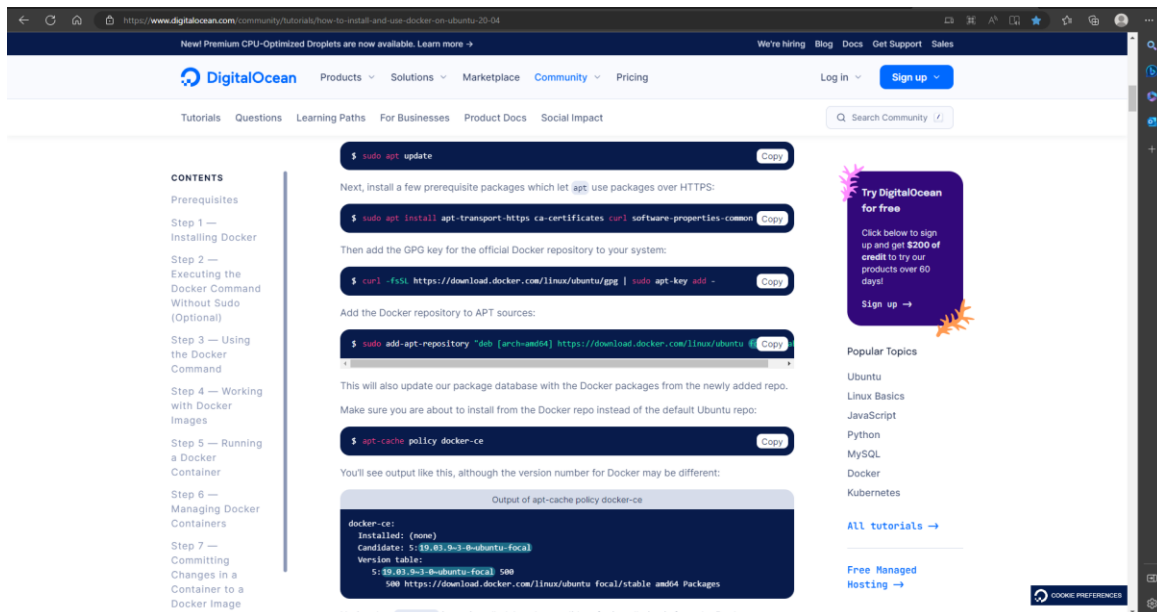 https://www.digitalocean.com/community/tutorials/how-to-install-and-use-docker-on-ubuntu-20-04
New! Premium CPU-Optimized Droplets are now available. Learn more →
We're hiring Blog Docs Get Support Sales
DigitalOcean
Products Solutions Marketplace Community Pricing
Log in
Sign up
Tutorials Questions Learning Paths For Businesses Product Docs Social Impact
Search Community /
CONTENTS
Prerequisites
Step 1 —
Installing Docker
Step 2 —
Executing the
Docker Command
Without Sudo
(Optional)
Step 3 — Using
the Docker
Command
Step 4 — Working
with Docker
Images
Step 5 — Running
a Docker
Container
Step 6 —
Managing Docker
Containers
Step 7 —
Committing
Changes in a
Container to a
Docker Image
$ sudo apt update
Copy
Next, install a few prerequisite packages which let apt use packages over HTTPS:
$ sudo apt install apt-transport-https ca-certificates curl software-properties-common
Copy
Then add the GPG key for the official Docker repository to your system:
$ curl -fsSL https://download.docker.com/linux/ubuntu/gpg | sudo apt-key add -
Copy
Add the Docker repository to APT sources:
$ sudo add-apt-repository "deb [arch=amd64] https://download.docker.com/linux/ubuntu
Copy
This will also update our package database with the Docker packages from the newly added repo.
Make sure you are about to install from the Docker repo instead of the default Ubuntu repo:
$ apt-cache policy docker-ce
Copy
You'll see output like this, although the version number for Docker may be different:
Output of apt-cache policy docker-ce
docker-ce:
Installed: (none)
Candidate: 5:19.03.9~3-0~ubuntu-focal
Version table:
5:19.03.9~3-0~ubuntu-focal 500
500 https://download.docker.com/linux/ubuntu focal/stable amd64 Packages
Try DigitalOcean
for free
Click below to sign
up and get $200 of
credit to try our
products over 60
days!
Sign up →
Popular Topics
Ubuntu
Linux Basics
JavaScript
Python
MySQL
Docker
Kubernetes
All tutorials →
Free Managed
Hosting →
COOKIE PREFERENCES